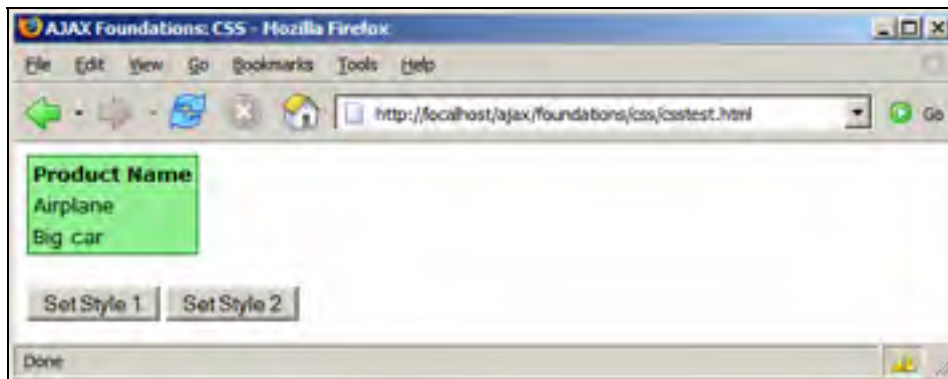 AJAX Foundations: CSS - Mozilla Firefox
File Edit View Go Bookmarks Tools Help
http://localhost/ajax/foundations/css/csstest.html Go
Product Name
Airplane
Big car
Set Style 1 Set Style 2
Done